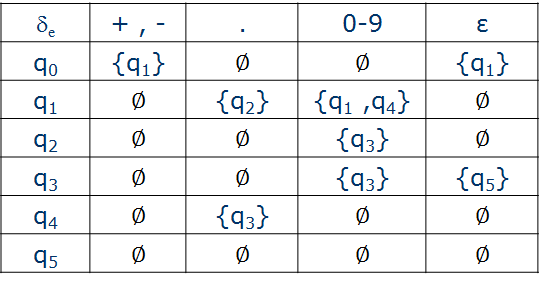 δₑ + , - . 0-9 ε
q₀ {q₁} ∅ ∅ {q₁}
q₁ ∅ {q₂} {q₁ ,q₄} ∅
q₂ ∅ ∅ {q₃} ∅
q₃ ∅ ∅ {q₃} {q₅}
q₄ ∅ {q₃} ∅ ∅
q₅ ∅ ∅ ∅ ∅